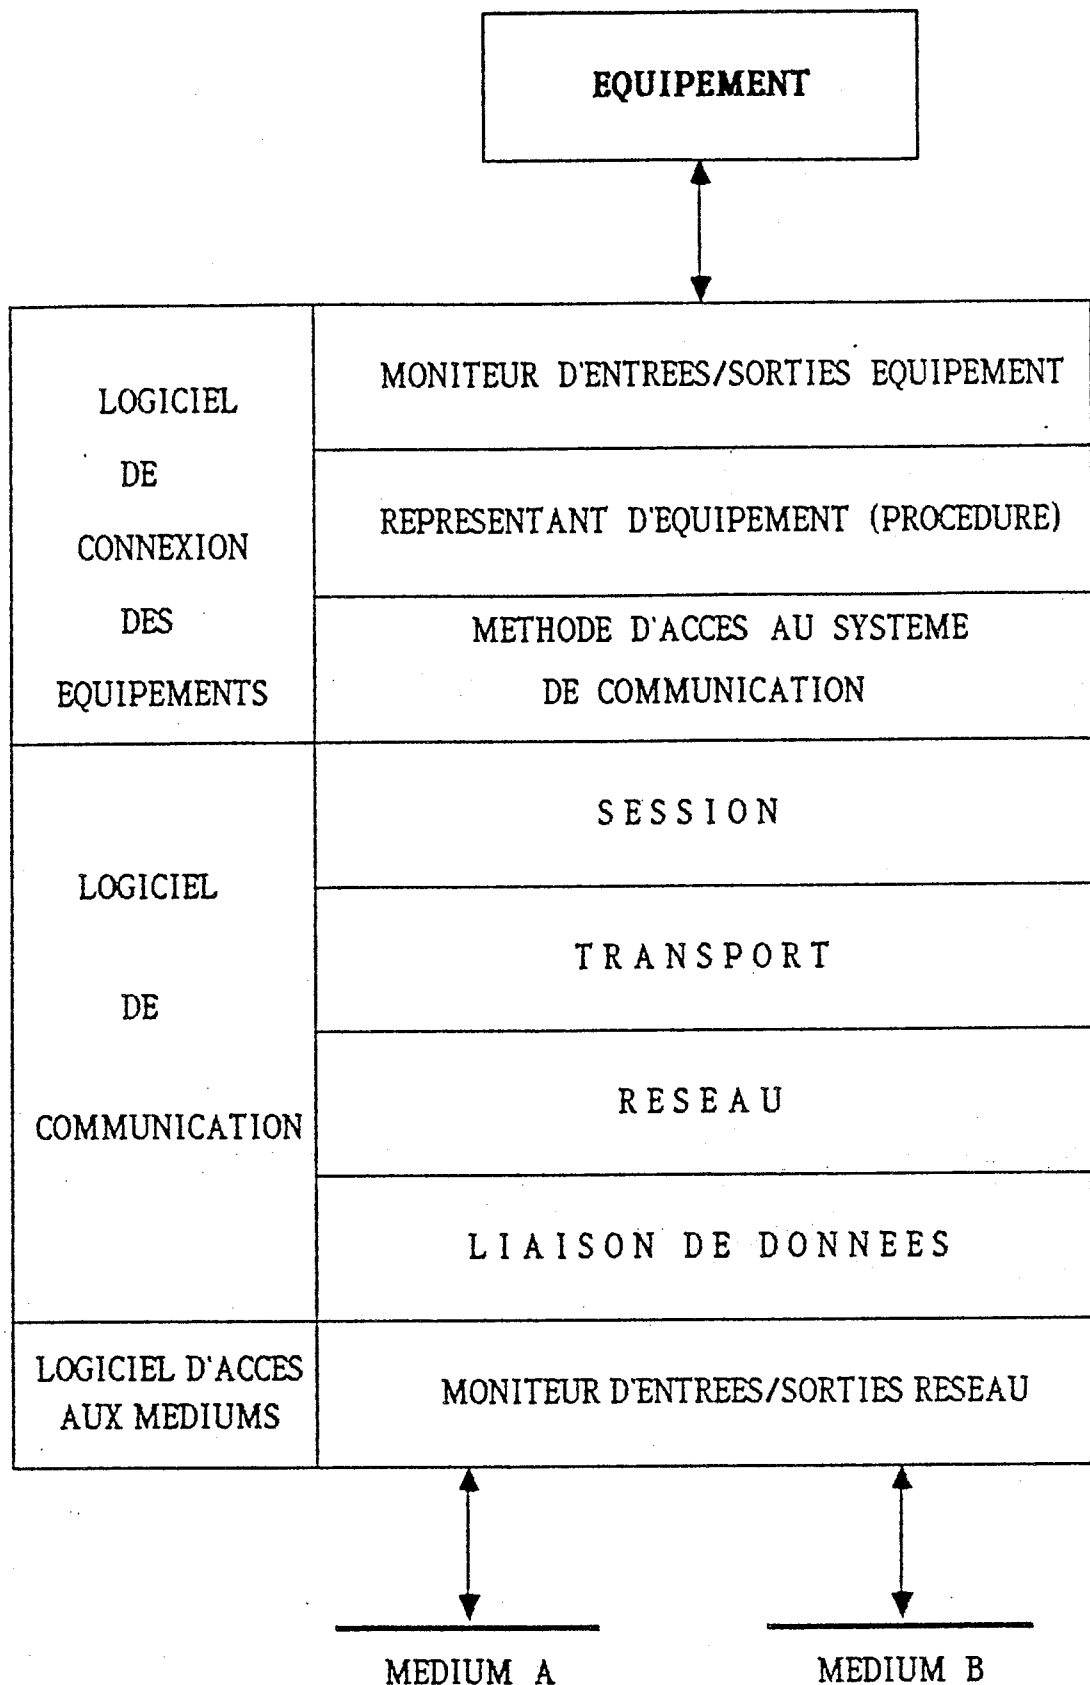 EQUIPEMENT
LOGICIEL
DE
CONNEXION
DES
EQUIPEMENTS
MONITEUR D'ENTREES/SORTIES EQUIPEMENT
REPRESENTANT D'EQUIPEMENT (PROCEDURE)
METHODE D'ACCES AU SYSTEME
DE COMMUNICATION
LOGICIEL
DE
COMMUNICATION
SESSION
TRANSPORT
RESEAU
LIAISON DE DONNEES
LOGICIEL D'ACCES
AUX MEDIUMS
MONITEUR D'ENTREES/SORTIES RESEAU
MEDIUM A
MEDIUM B